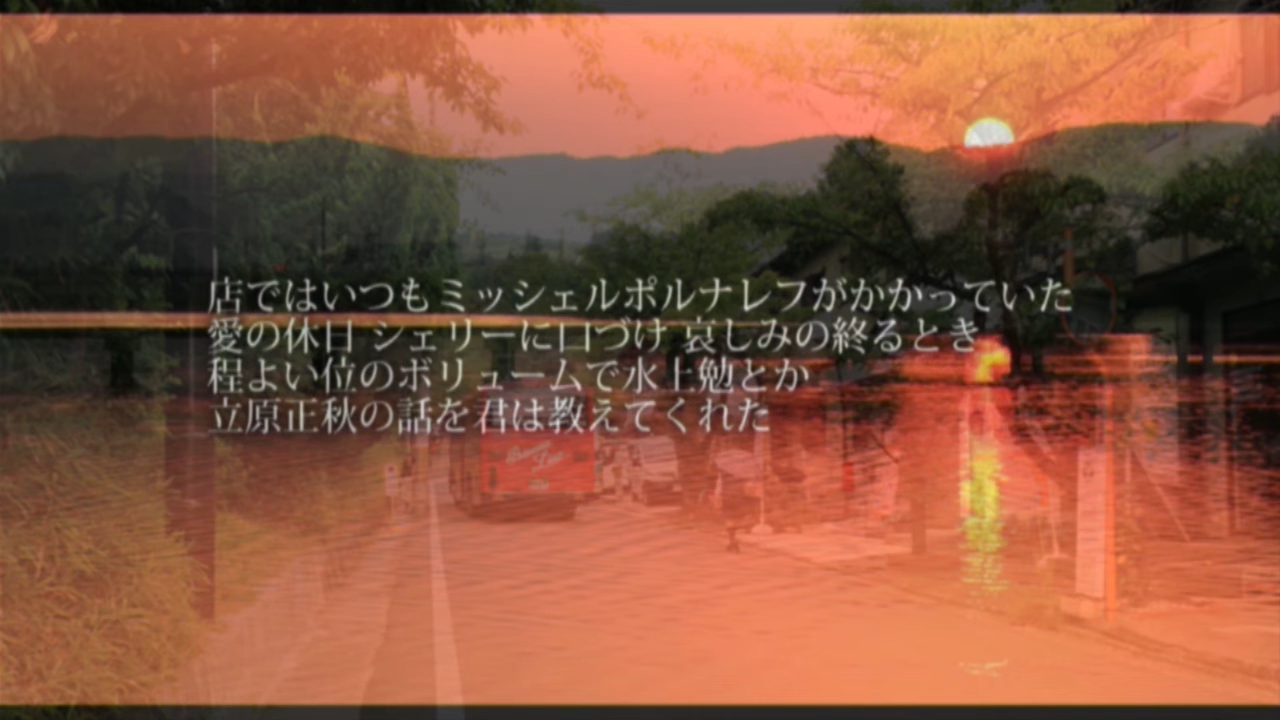 店ではいつもミッシェルポルナレフがかかっていた
愛の休日 シェリーに口づけ 哀しみの終るとき
程よい位のボリュームで水上勉とか
立原正秋の話を君は教えてくれた